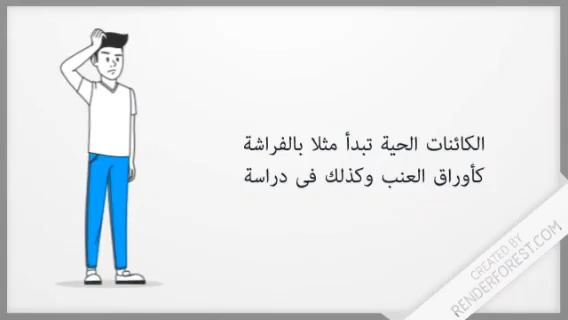 الكائنات الحية تبدأ مثلا بالفراشة
كأوراق العنب وكذلك فى دراسة
CREATED BY
RENDERFOREST.COM